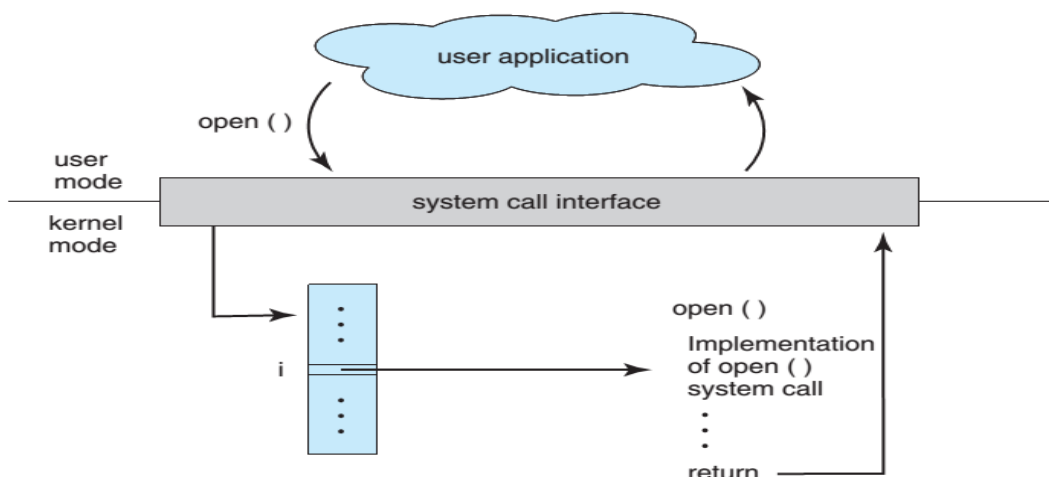 user application
open ( )
user
mode
system call interface
kernel
mode
open ( )
Implementation
of open ( )
system call
i
return